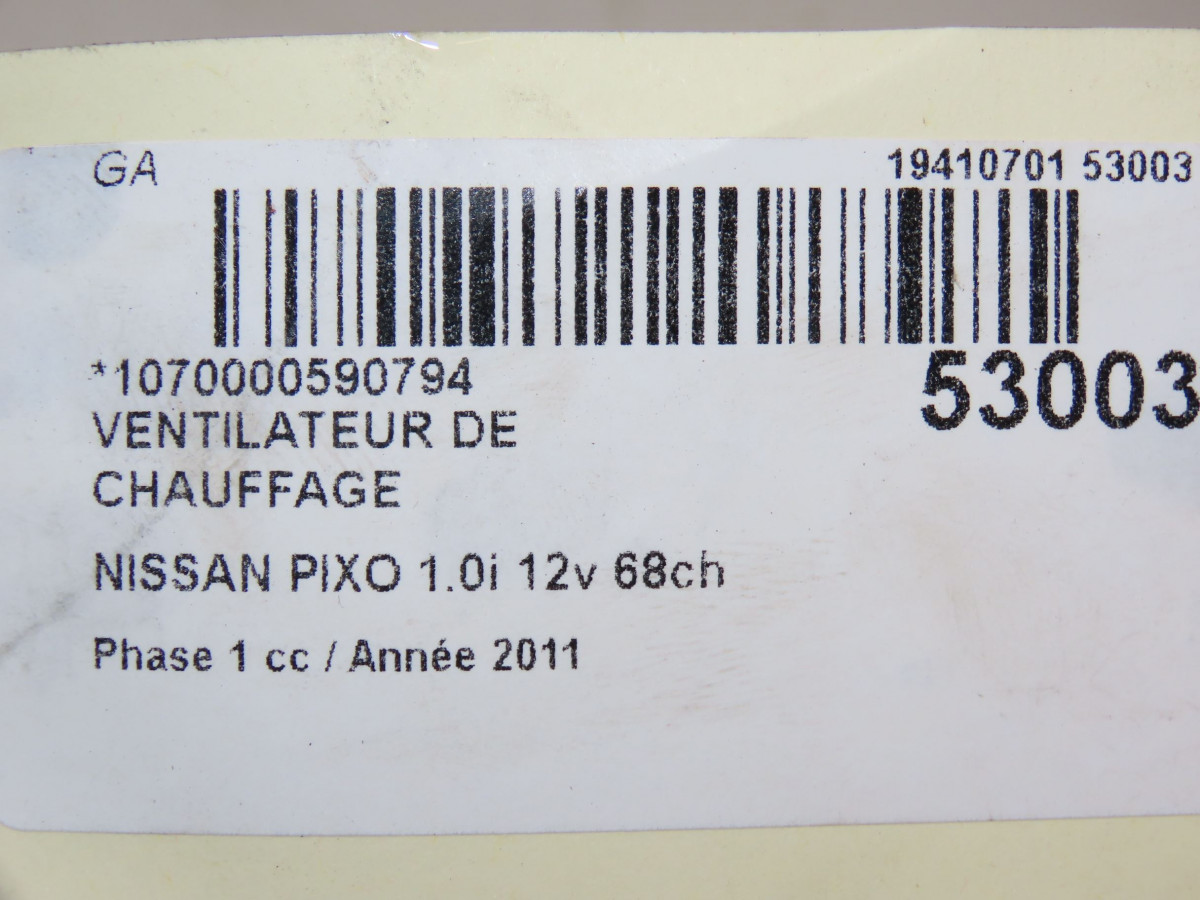 GA 19410701 53003
*1070000590794
53003
VENTILATEUR DE
CHAUFFAGE
NISSAN PIXO 1.0i 12v 68ch
Phase 1 cc / Année 2011